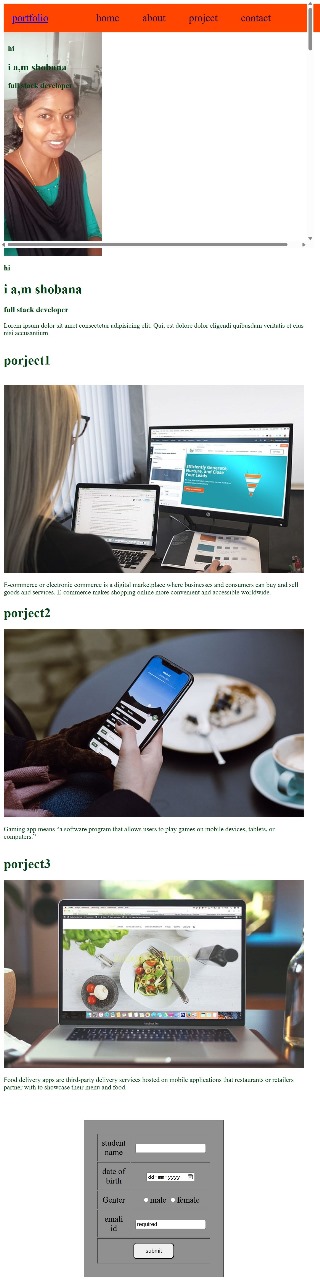 portfolio home about project contact
hi
i a,m shobana
full stack developer
hi
i a,m shobana
full stack developer
Lorem ipsum dolor sit amet consectetur adipisicing elit. Qui, est dolore dolor eligendi quibusdam veritatis et eius
nisi accusantium
porject1
E-commerce or electronic commerce is a digital marketplace where businesses and consumers can buy and sell
goods and services. E-commerce makes shopping online more convenient and accessible worldwide
porject2
Gaming app means "a software program that allows users to play games on mobile devices, tablets, or
computers."
porject3
Food delivery apps are third-party delivery services hosted on mobile applications that restaurants or retailers
partner with to showcase their menu and food.
student
name
date of
birth
dd-mm-yyyy
Genter male female
email
id
required
submit